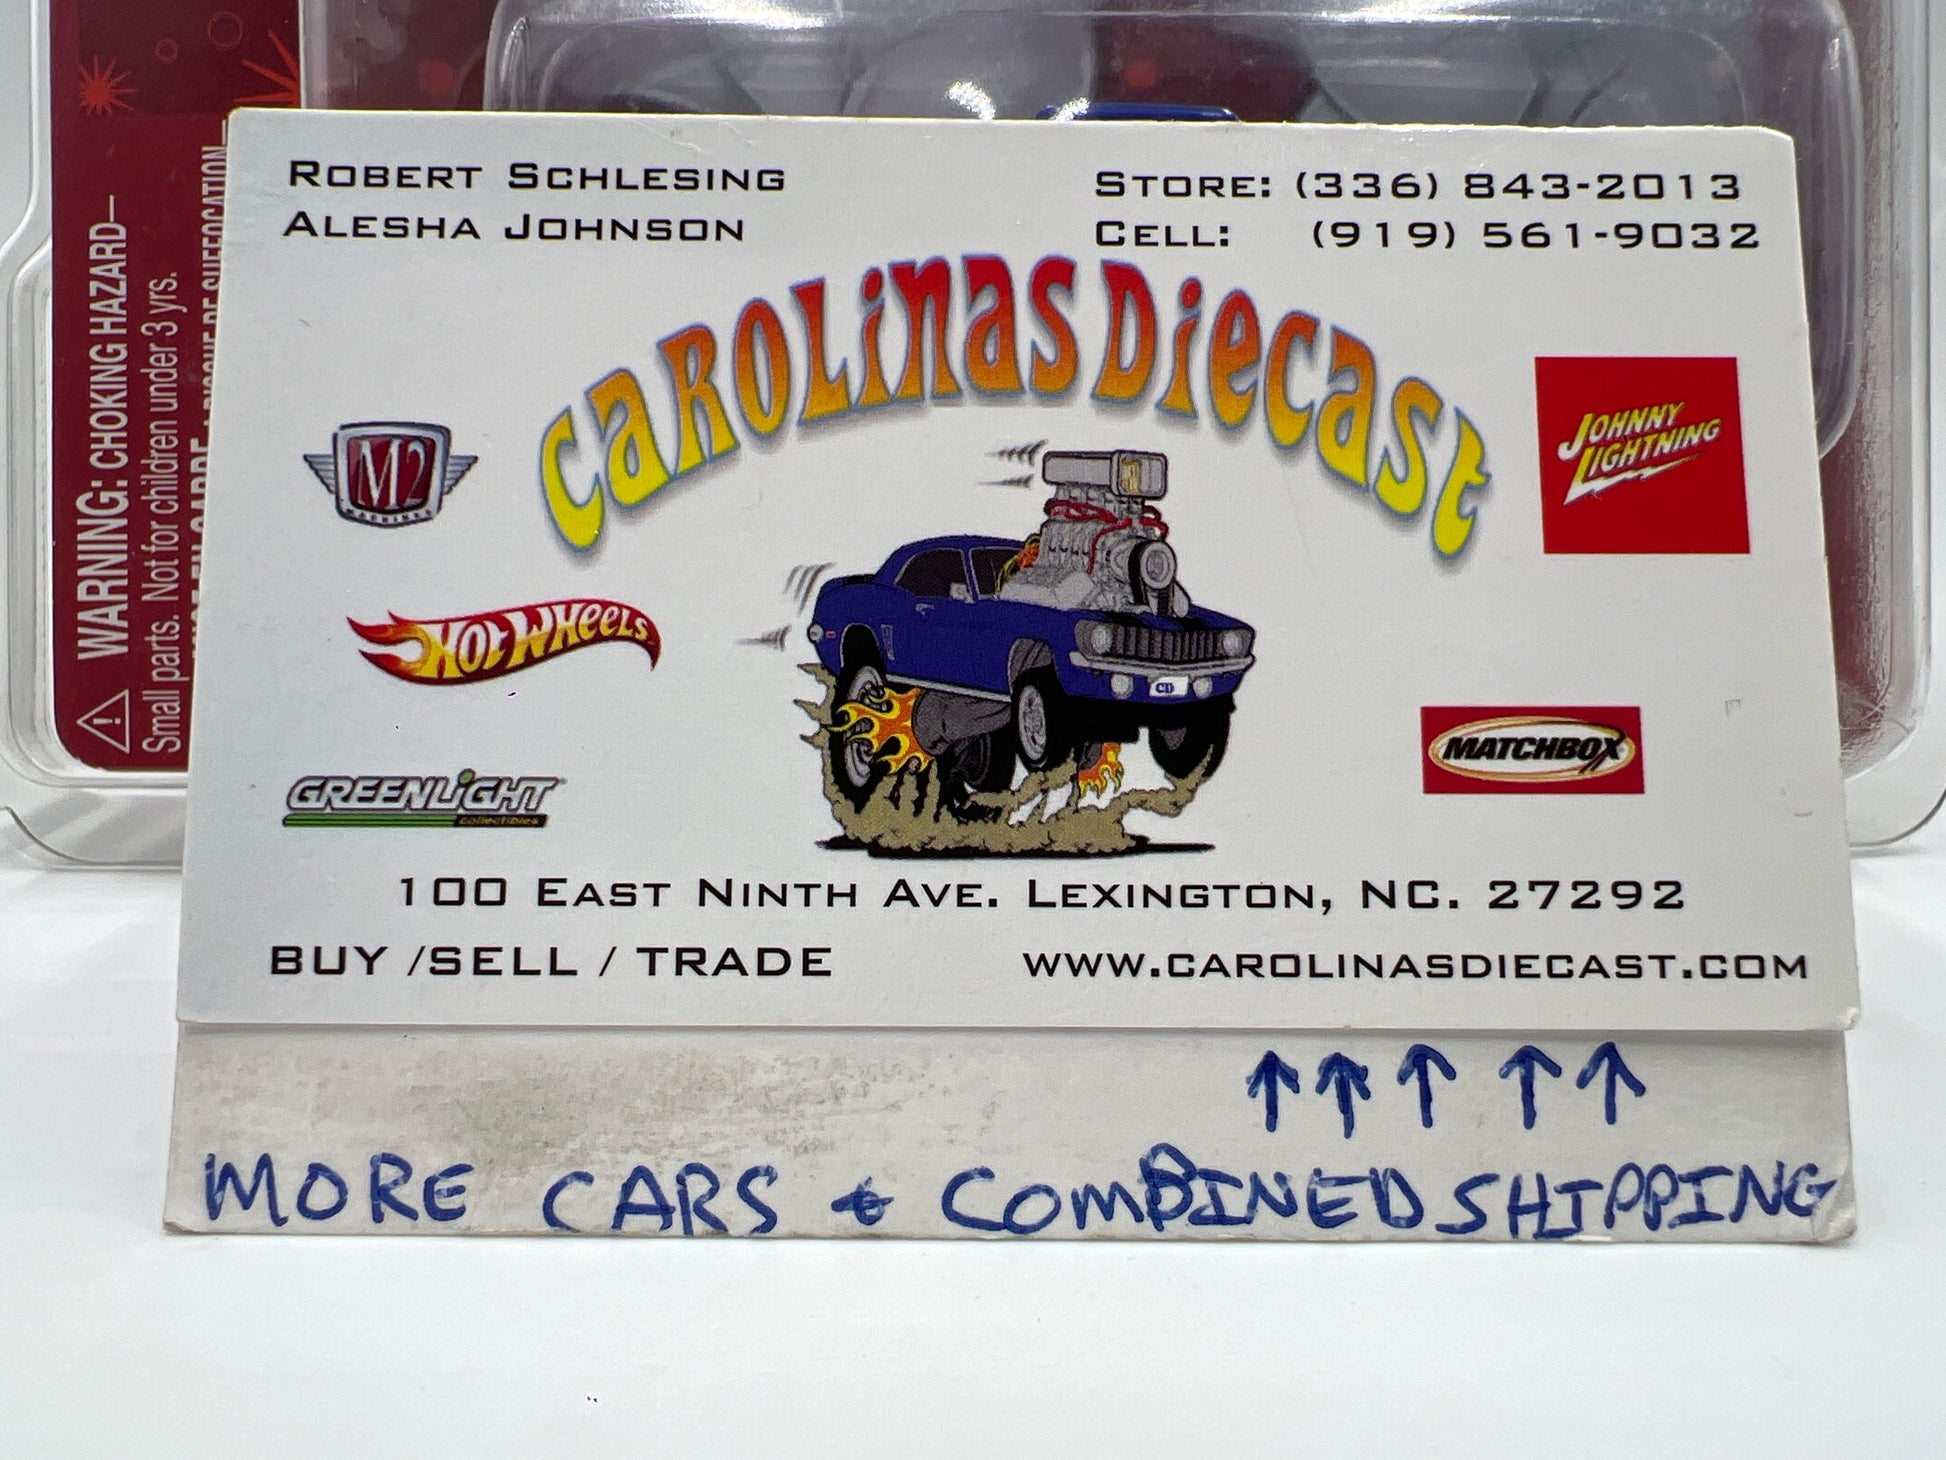 WARNING: CHOKING HAZARD—
Small parts. Not for children under 3 yrs.
ROBERT SCHLESING
ALESHA JOHNSON
STORE: (336) 843-2013
CELL: (919) 561-9032
CAROLINAS DIECAST
M2
MACHINES
JOHNNY
LIGHTNING
HOT WHEELS
MATCHBOX
GREENLIGHT
collectibles
100 EAST NINTH AVE. LEXINGTON, NC. 27292
BUY /SELL / TRADE
WWW.CAROLINASDIECAST.COM
MORE CARS & COMBINED SHIPPING